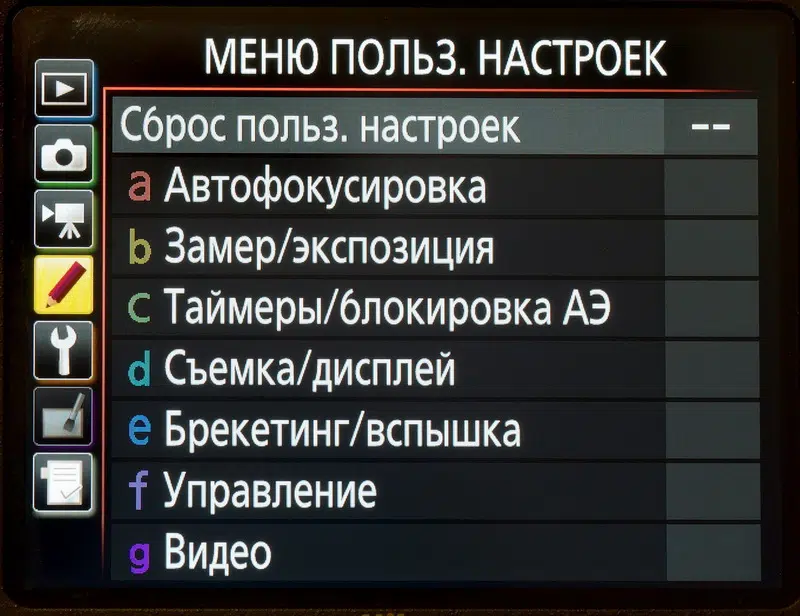 МЕНЮ ПОЛЬЗ. НАСТРОЕК
Сброс польз. настроек --
a Автофокусировка
b Замер/экспозиция
c Таймеры/блокировка АЭ
d Съемка/дисплей
e Брекетинг/вспышка
f Управление
g Видео